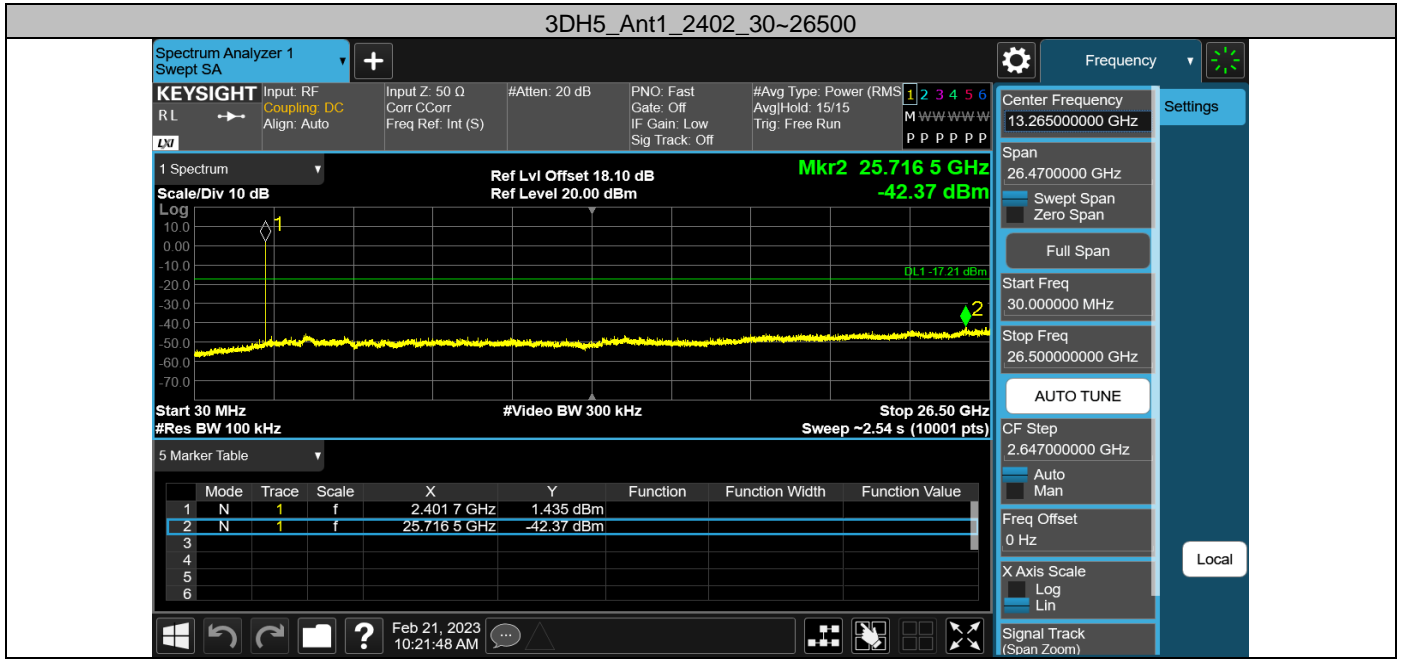 3DH5_Ant1_2402_30~26500
Spectrum Analyzer 1
Swept SA
Frequency
KEYSIGHT
RL
LXI
Input: RF
Coupling: DC
Align: Auto
Input Z: 50 Ω
Corr CCorr
Freq Ref: Int (S)
#Atten: 20 dB
PNO: Fast
Gate: Off
IF Gain: Low
Sig Track: Off
#Avg Type: Power (RMS
Avg|Hold: 15/15
Trig: Free Run
1 2 3 4 5 6
M W W W W W
P P P P P P
1 Spectrum
Scale/Div 10 dB
Log
Ref Lvl Offset 18.10 dB
Ref Level 20.00 dBm
Mkr2 25.716 5 GHz
-42.37 dBm
10.0
0.00
-10.0
-20.0
-30.0
-40.0
-50.0
-60.0
-70.0
1
DL1 -17.21 dBm
2
Start 30 MHz
#Video BW 300 kHz
Stop 26.50 GHz
#Res BW 100 kHz
Sweep ~2.54 s (10001 pts)
5 Marker Table
Mode Trace Scale X Y Function Function Width Function Value
1 N 1 f 2.401 7 GHz 1.435 dBm
2 N 1 f 25.716 5 GHz -42.37 dBm
3
4
5
6
?
Feb 21, 2023
10:21:48 AM
Center Frequency
13.265000000 GHz
Settings
Span
26.4700000 GHz
Swept Span
Zero Span
Full Span
Start Freq
30.000000 MHz
Stop Freq
26.500000000 GHz
AUTO TUNE
CF Step
2.647000000 GHz
Auto
Man
Freq Offset
0 Hz
X Axis Scale
Log
Lin
Signal Track
(Span Zoom)
Local